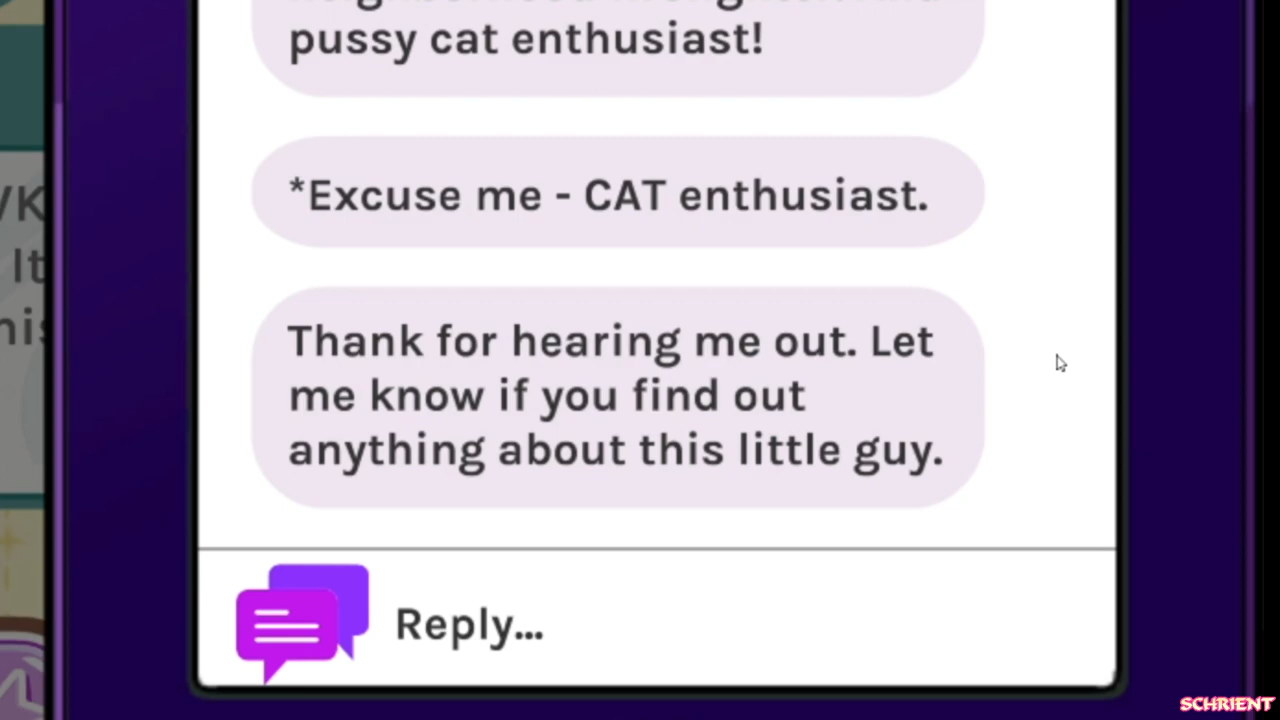 pussy cat enthusiast!
*Excuse me - CAT enthusiast.
Thank for hearing me out. Let
me know if you find out
anything about this little guy.
Reply...
SCHRIENT